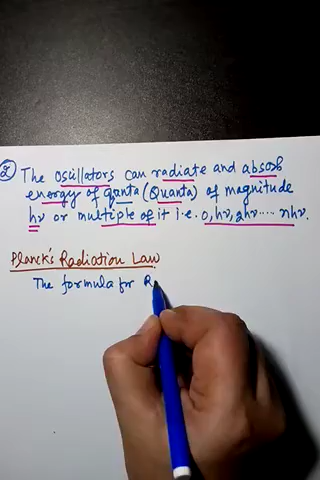 ② The oscillators can radiate and absorb
energy of qanta (Quanta) of magnitude
hν or multiple of it i.e. 0, hν, 2hν .... nhν.
Planck's Radiation Law
The formula for R